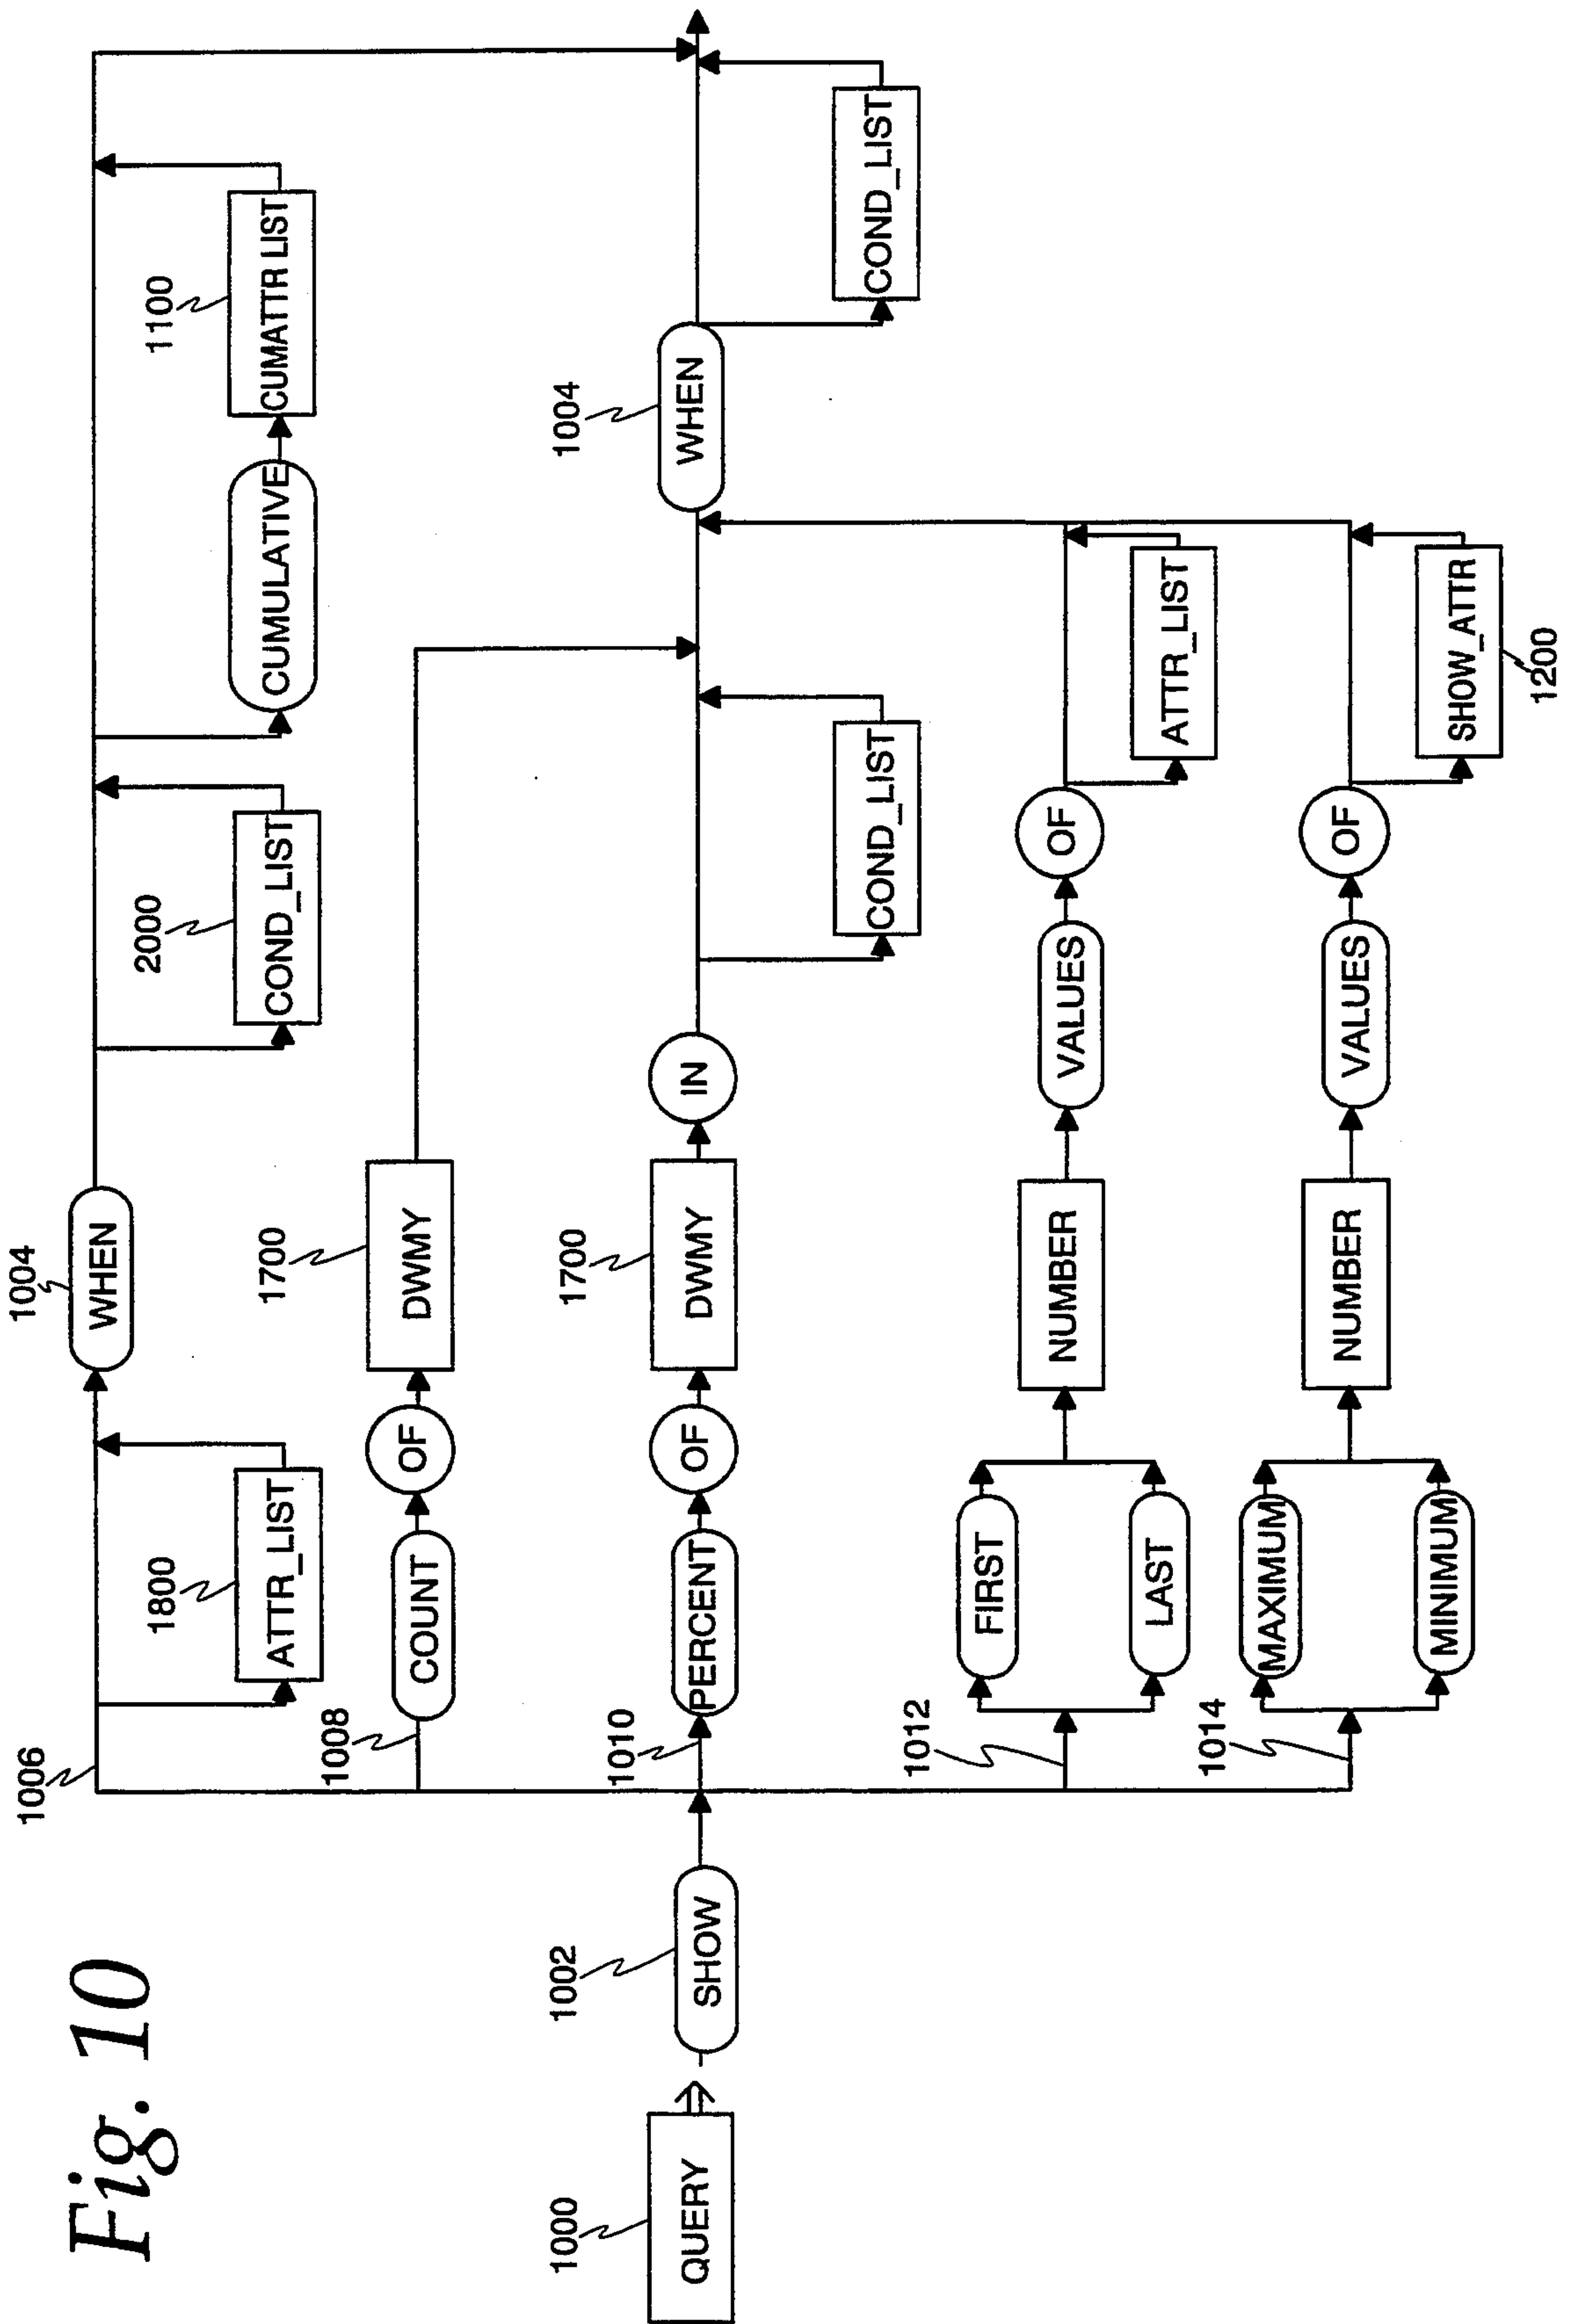 Fig. 10
1000
QUERY
1002
SHOW
1006
1800
ATTR_LIST
1004
WHEN
2000
COND_LIST
CUMULATIVE
1100
CUMATTR LIST
1008
COUNT
OF
1700
DWMY
1010
PERCENT
OF
1700
DWMY
IN
COND_LIST
1004
WHEN
COND_LIST
1012
FIRST
LAST
NUMBER
VALUES
OF
ATTR_LIST
1014
MAXIMUM
MINIMUM
NUMBER
VALUES
OF
SHOW_ATTR
1200